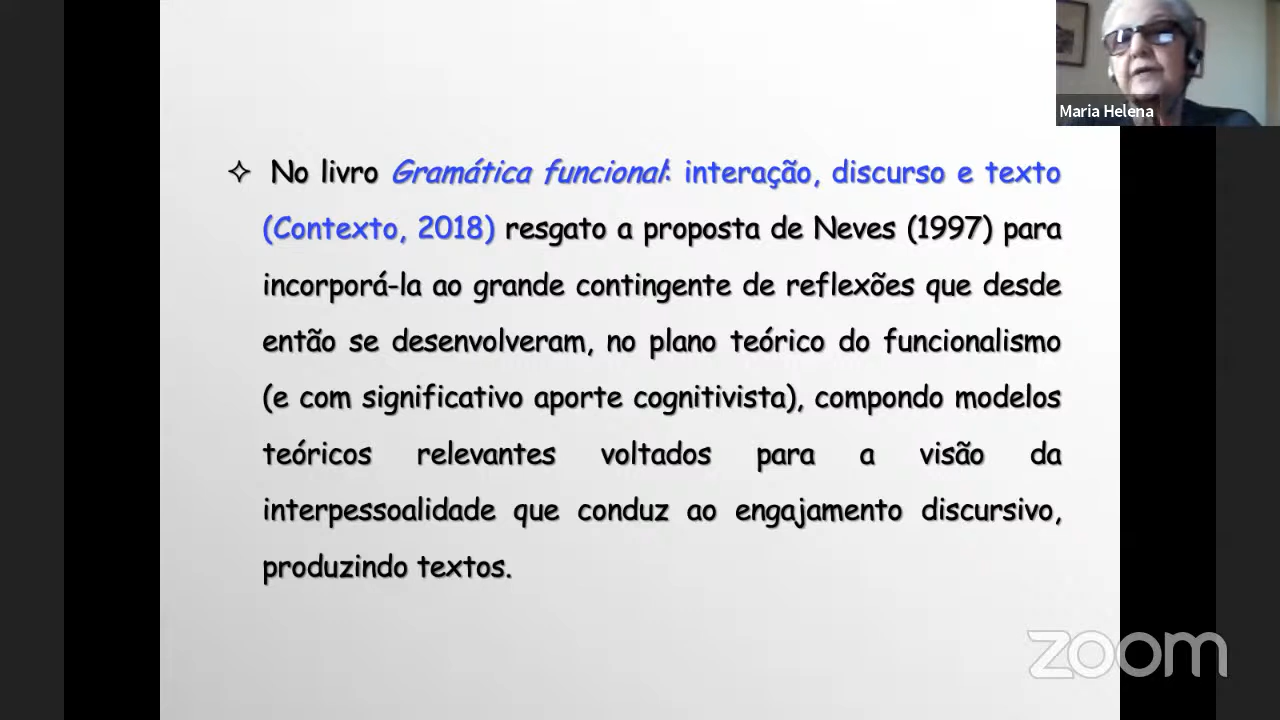 Maria Helena
✧ No livro Gramática funcional: interação, discurso e texto
(Contexto, 2018) resgato a proposta de Neves (1997) para
incorporá-la ao grande contingente de reflexões que desde
então se desenvolveram, no plano teórico do funcionalismo
(e com significativo aporte cognitivista), compondo modelos
teóricos relevantes voltados para a visão da
interpessoalidade que conduz ao engajamento discursivo,
produzindo textos.
zoom